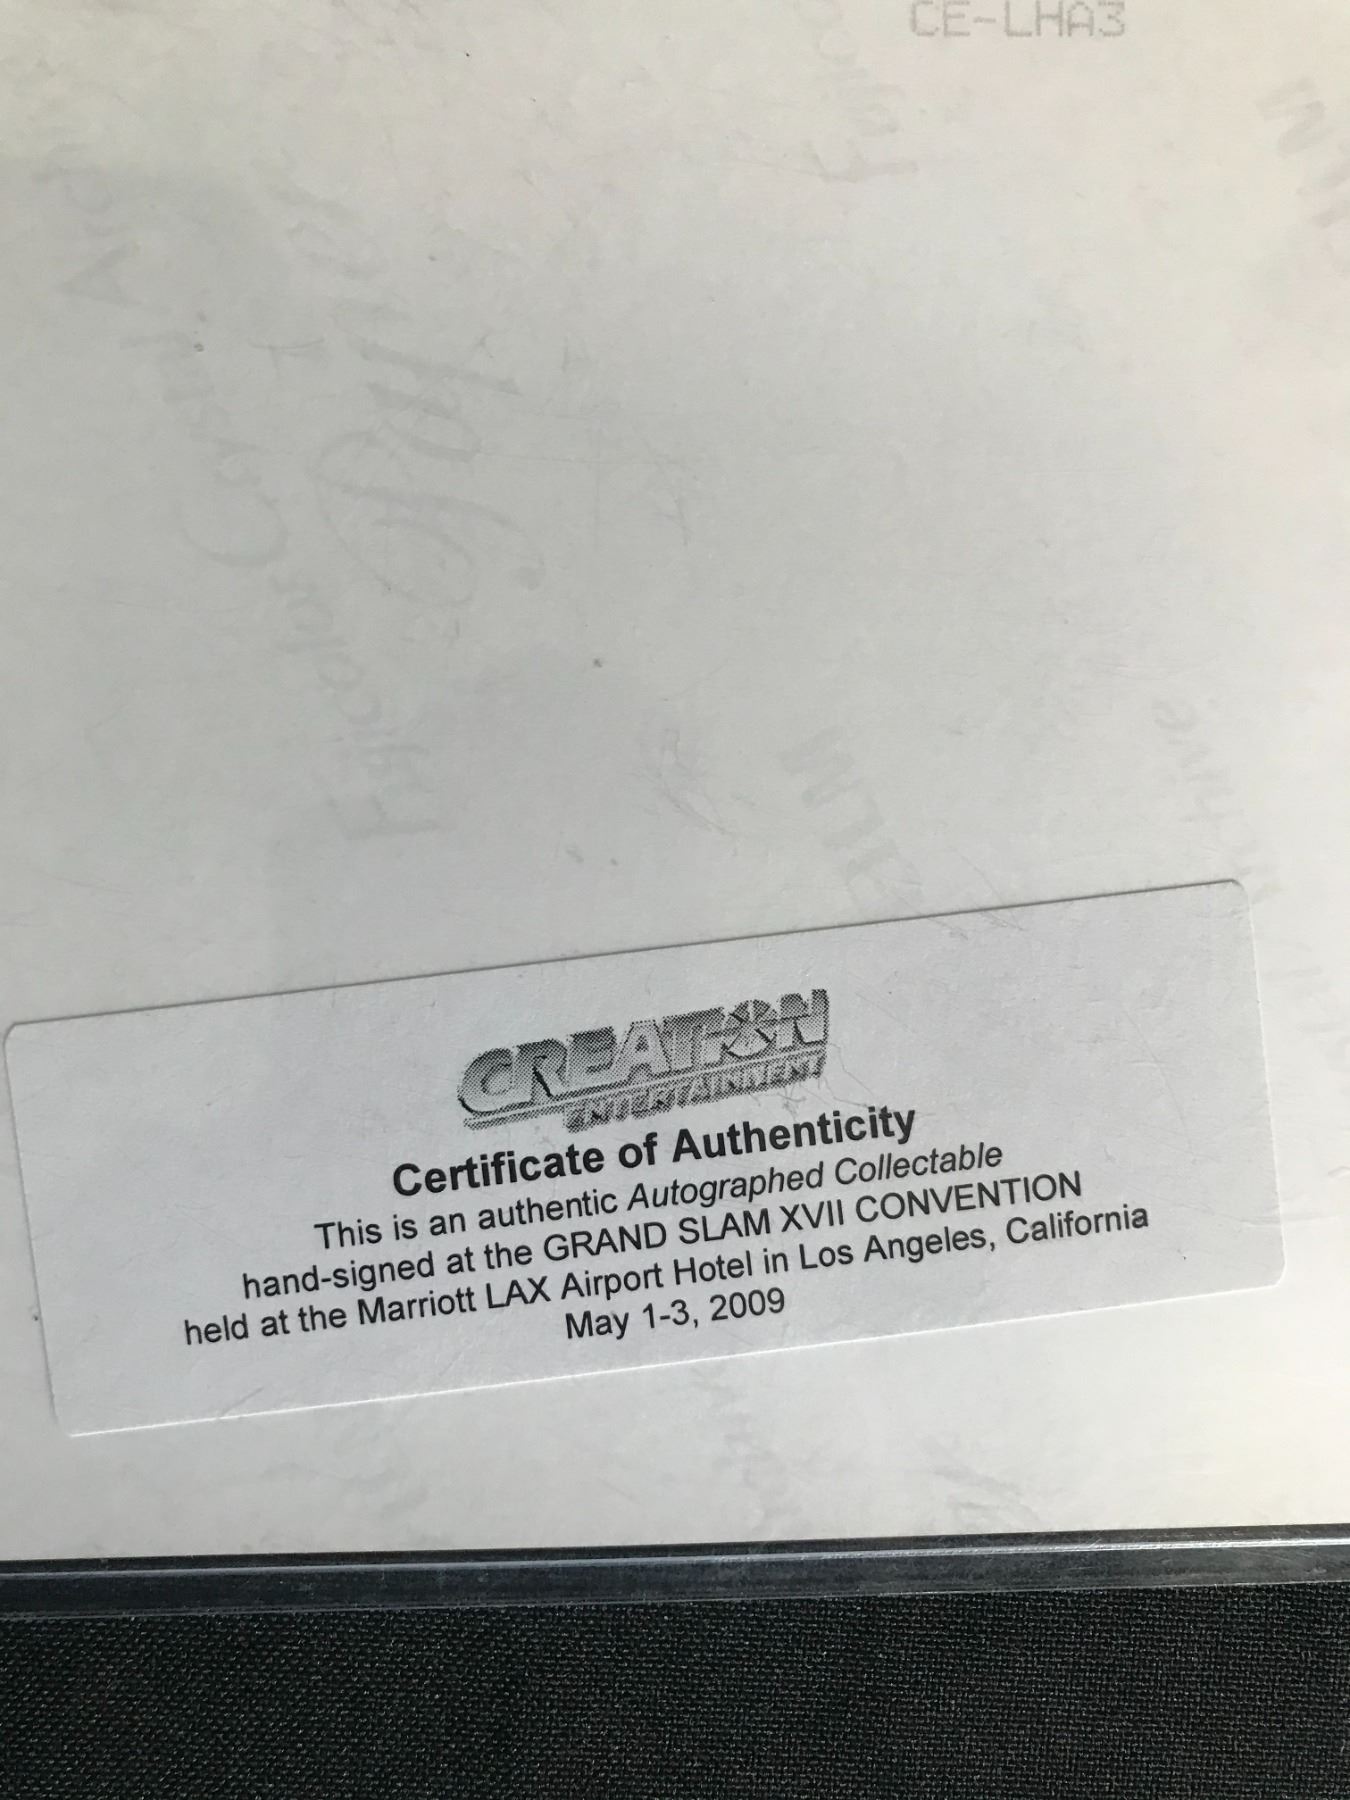 CE-LHA3
CREATION
ENTERTAINMENT
Certificate of Authenticity
This is an authentic Autographed Collectable
hand-signed at the GRAND SLAM XVII CONVENTION
held at the Marriott LAX Airport Hotel in Los Angeles, California
May 1-3, 2009